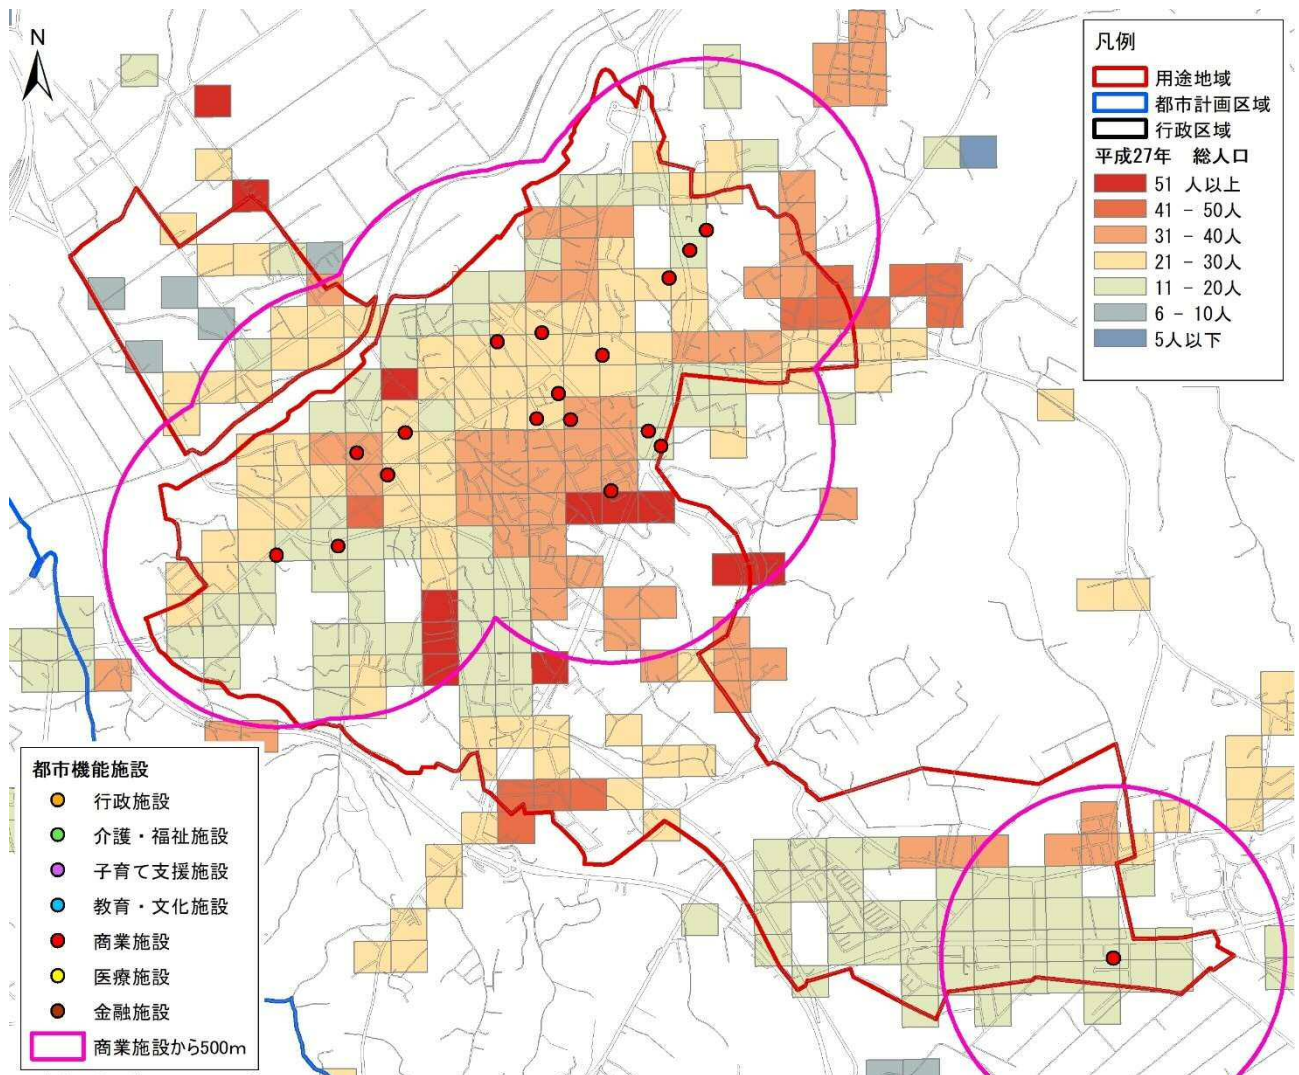 N
凡例
用途地域
都市計画区域
行政区域
平成27年 総人口
51 人以上
41 - 50人
31 - 40人
21 - 30人
11 - 20人
6 - 10人
5人以下
都市機能施設
行政施設
介護・福祉施設
子育て支援施設
教育・文化施設
商業施設
医療施設
金融施設
商業施設から500m